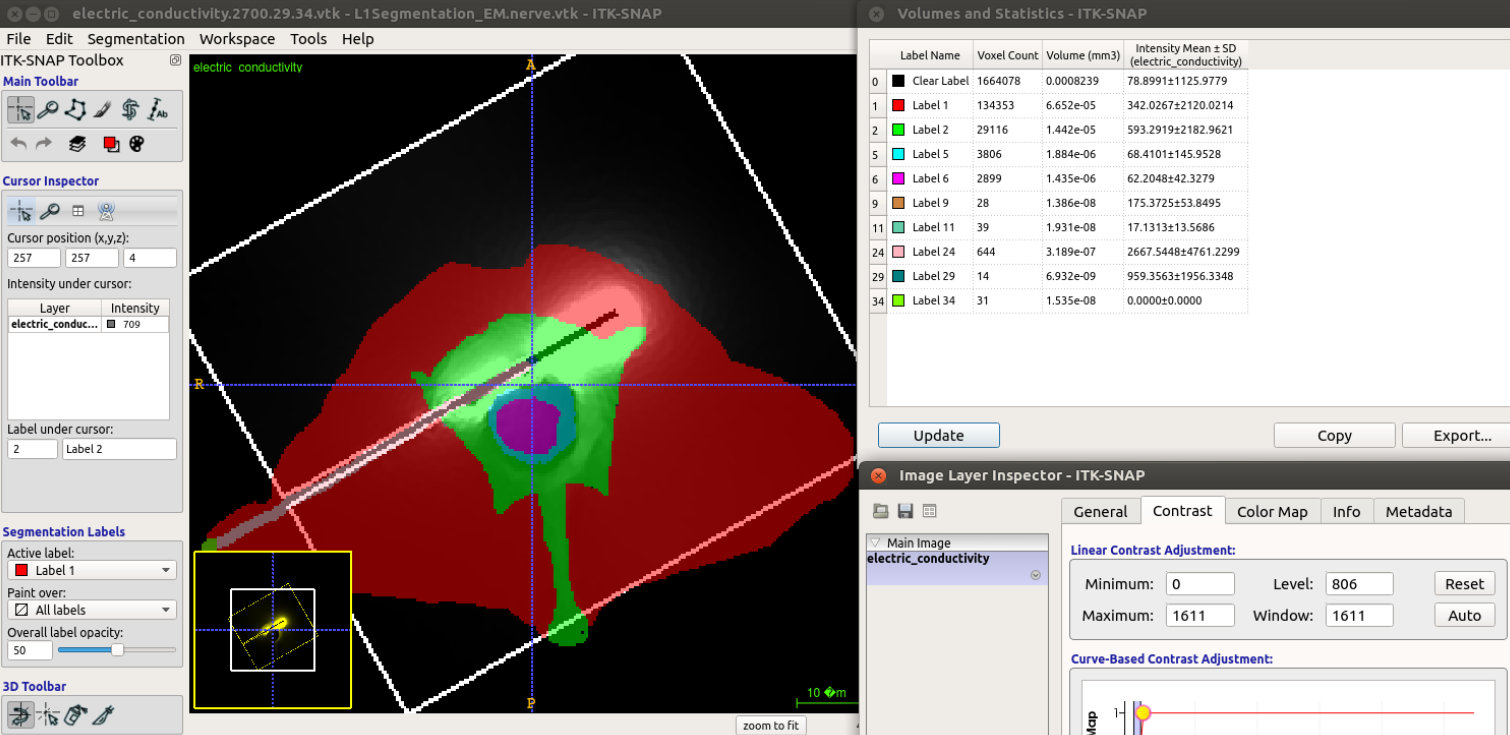 electric_conductivity.2700.29.34.vtk - L1Segmentation_EM.nerve.vtk - ITK-SNAP
File Edit Segmentation Workspace Tools Help
ITK-SNAP Toolbox
Main Toolbar
Ab
Cursor Inspector
Cursor position (x,y,z):
257 257 4
Intensity under cursor:
Layer Intensity
electric_conduc... 709
Label under cursor:
2 Label 2
Segmentation Labels
Active label:
Label 1
Paint over:
All labels
Overall label opacity:
50
3D Toolbar
electric conductivity
A
R
P
10 �m
zoom to fit
Volumes and Statistics - ITK-SNAP
Label Name Voxel Count Volume (mm3) Intensity Mean ± SD
(electric_conductivity)
0 Clear Label 1664078 0.0008239 78.8991±1125.9779
1 Label 1 134353 6.652e-05 342.0267±2120.0214
2 Label 2 29116 1.442e-05 593.2919±2182.9621
5 Label 5 3806 1.884e-06 68.4101±145.9528
6 Label 6 2899 1.435e-06 62.2048±42.3279
9 Label 9 28 1.386e-08 175.3725±53.8495
11 Label 11 39 1.931e-08 17.1313±13.5686
24 Label 24 644 3.189e-07 2667.5448±4761.2299
29 Label 29 14 6.932e-09 959.3563±1956.3348
34 Label 34 31 1.535e-08 0.0000±0.0000
Update Copy Export...
Image Layer Inspector - ITK-SNAP
Main Image
electric_conductivity
General Contrast Color Map Info Metadata
Linear Contrast Adjustment:
Minimum: 0 Level: 806 Reset
Maximum: 1611 Window: 1611 Auto
Curve-Based Contrast Adjustment:
1
Map